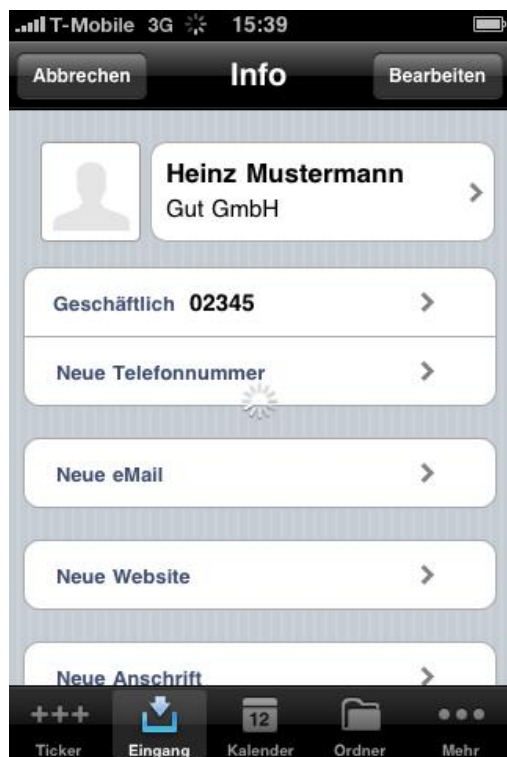 T-Mobile 3G 15:39
Abbrechen Info Bearbeiten
Heinz Mustermann
Gut GmbH
Geschäftlich 02345
Neue Telefonnummer
Neue eMail
Neue Website
Neue Anschrift
+++ 12
Ticker Eingang Kalender Ordner Mehr